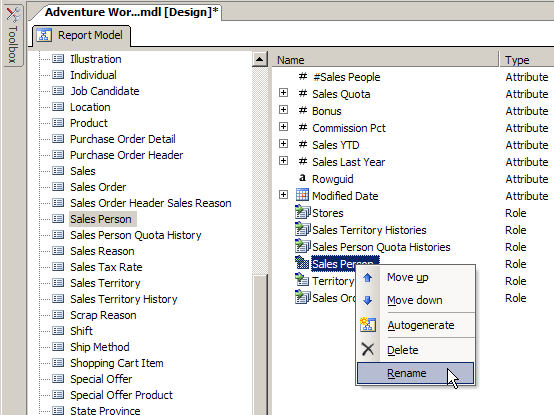 Adventure Wor...mdl [Design]*
Toolbox
Report Model
Illustration
Individual
Job Candidate
Location
Product
Purchase Order Detail
Purchase Order Header
Sales
Sales Order
Sales Order Header Sales Reason
Sales Person
Sales Person Quota History
Sales Reason
Sales Tax Rate
Sales Territory
Sales Territory History
Scrap Reason
Shift
Ship Method
Shopping Cart Item
Special Offer
Special Offer Product
State Province
Name Type
# #Sales People Attribute
# Sales Quota Attribute
# Bonus Attribute
# Commission Pct Attribute
# Sales YTD Attribute
# Sales Last Year Attribute
a Rowguid Attribute
Modified Date Attribute
Stores Role
Sales Territory Histories Role
Sales Person Quota Histories Role
Sales Person Role
Territory Role
Sales Ord Role
Move up
Move down
Autogenerate
Delete
Rename